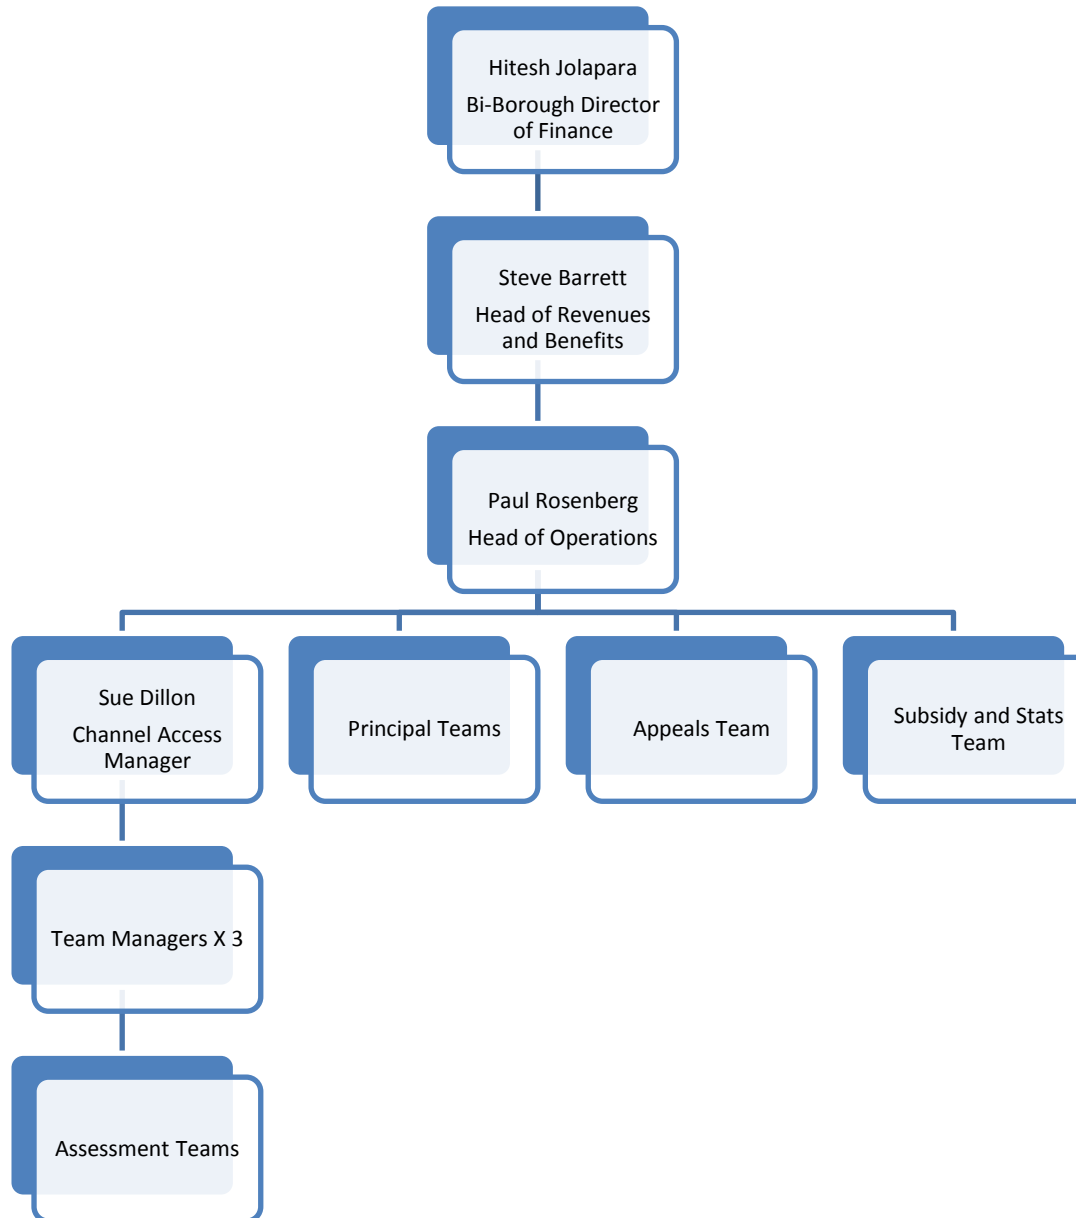 Hitesh Jolapara
Bi-Borough Director
of Finance
Steve Barrett
Head of Revenues
and Benefits
Paul Rosenberg
Head of Operations
Sue Dillon
Channel Access
Manager
Principal Teams
Appeals Team
Subsidy and Stats
Team
Team Managers X 3
Assessment Teams